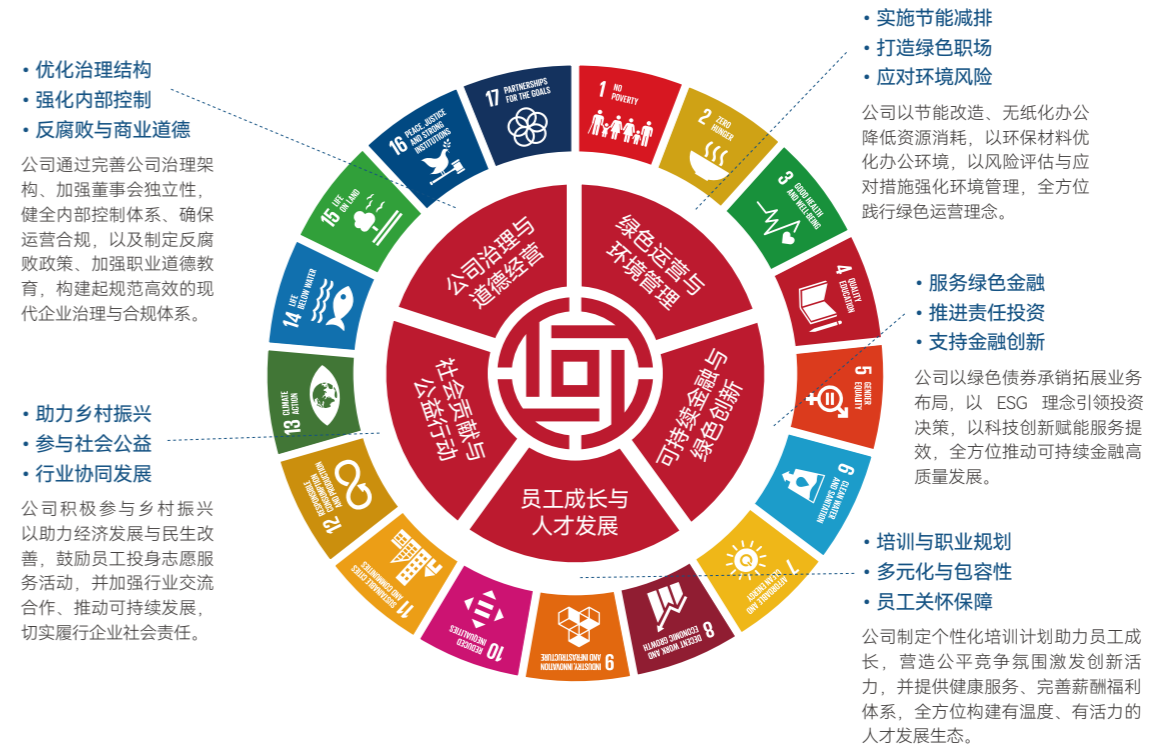 • 优化治理结构
• 强化内部控制
• 反腐败与商业道德
公司通过完善公司治理架
构、加强董事会独立性，
健全内部控制体系、确保
运营合规，以及制定反腐
败政策、加强职业道德教
育，构建起规范高效的现
代企业治理与合规体系。
• 助力乡村振兴
• 参与社会公益
• 行业协同发展
公司积极参与乡村振兴
以助力经济发展与民生改
善，鼓励员工投身志愿服
务活动，并加强行业交流
合作、推动可持续发展，
切实履行企业社会责任。
1 NO
POVERTY
2 ZERO
HUNGER
3 GOOD HEALTH
AND WELL-BEING
4 QUALITY
EDUCATION
5 GENDER
EQUALITY
6 CLEAN WATER
AND SANITATION
7 AFFORDABLE AND
CLEAN ENERGY
8 DECENT WORK AND
ECONOMIC GROWTH
9 INDUSTRY, INNOVATION
AND INFRASTRUCTURE
10 REDUCED
INEQUALITIES
11 SUSTAINABLE CITIES
AND COMMUNITIES
12 RESPONSIBLE
CONSUMPTION
AND PRODUCTION
13 CLIMATE
ACTION
14 LIFE
BELOW WATER
15 LIFE
ON LAND
16 PEACE, JUSTICE
AND STRONG
INSTITUTIONS
17 PARTNERSHIPS
FOR THE GOALS
公司治理与
道德经营
绿色运营与
环境管理
可持续金融与
绿色创新
员工成长与
人才发展
社会贡献与
公益行动
• 实施节能减排
• 打造绿色职场
• 应对环境风险
公司以节能改造、无纸化办公
降低资源消耗，以环保材料优
化办公环境，以风险评估与应
对措施强化环境管理，全方位
践行绿色运营理念。
• 服务绿色金融
• 推进责任投资
• 支持金融创新
公司以绿色债券承销拓展业务
布局，以 ESG 理念引领投资
决策，以科技创新赋能服务提
效，全方位推动可持续金融高
质量发展。
• 培训与职业规划
• 多元化与包容性
• 员工关怀保障
公司制定个性化培训计划助力员工成
长，营造公平竞争氛围激发创新活
力，并提供健康服务、完善薪酬福利
体系，全方位构建有温度、有活力的
人才发展生态。